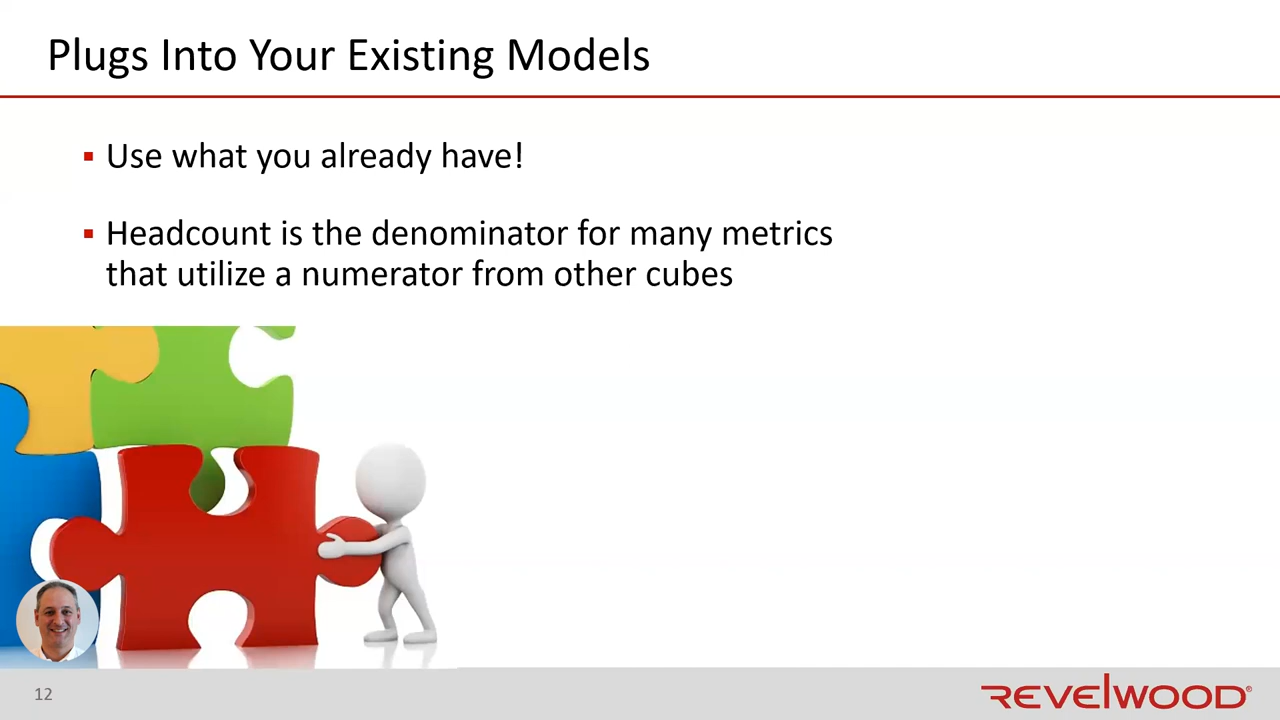 Plugs Into Your Existing Models
Use what you already have!
Headcount is the denominator for many metrics
that utilize a numerator from other cubes
12
REVELWOOD®